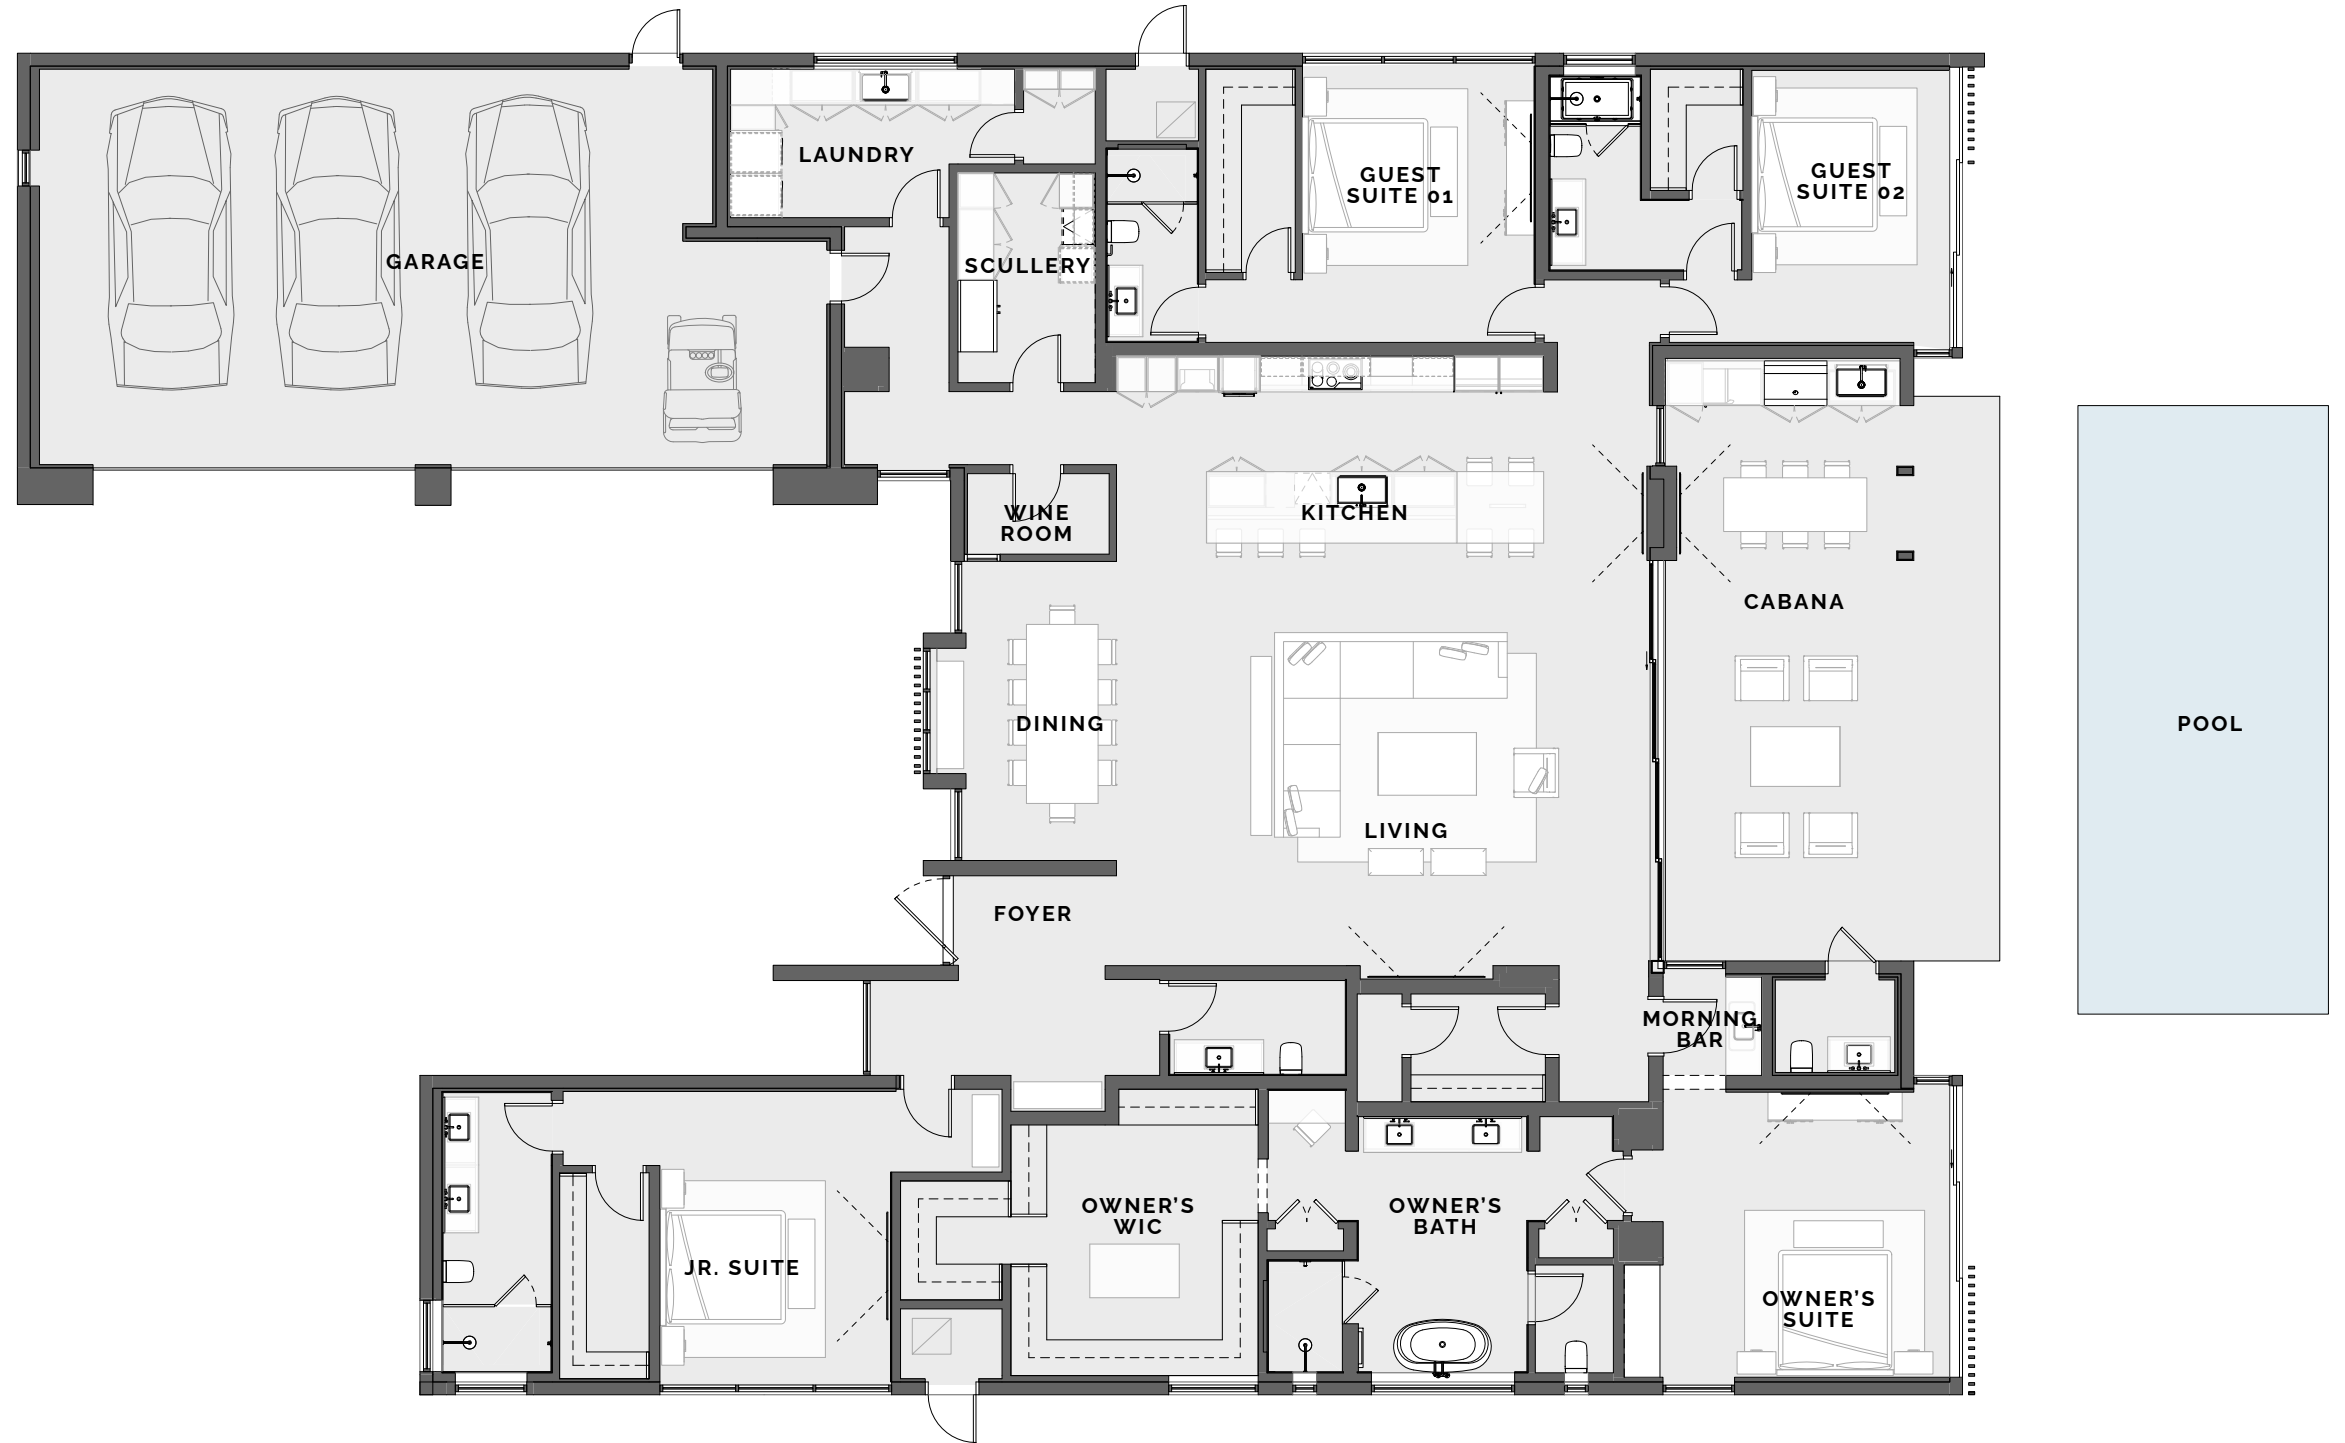 LAUNDRY
GUEST
SUITE 01
GUEST
SUITE 02
GARAGE
SCULLERY
WINE
ROOM
KITCHEN
CABANA
DINING
POOL
LIVING
FOYER
MORNING
BAR
OWNER'S
WIC
OWNER'S
BATH
JR. SUITE
OWNER'S
SUITE